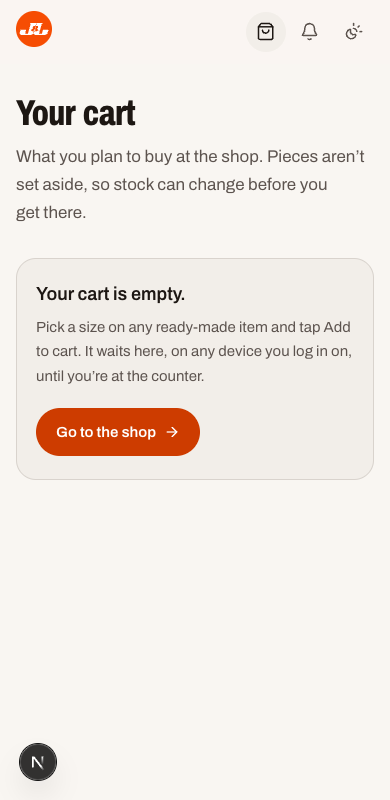 Your cart
What you plan to buy at the shop. Pieces aren’t
set aside, so stock can change before you
get there.
Your cart is empty.
Pick a size on any ready-made item and tap Add
to cart. It waits here, on any device you log in on,
until you’re at the counter.
Go to the shop
N